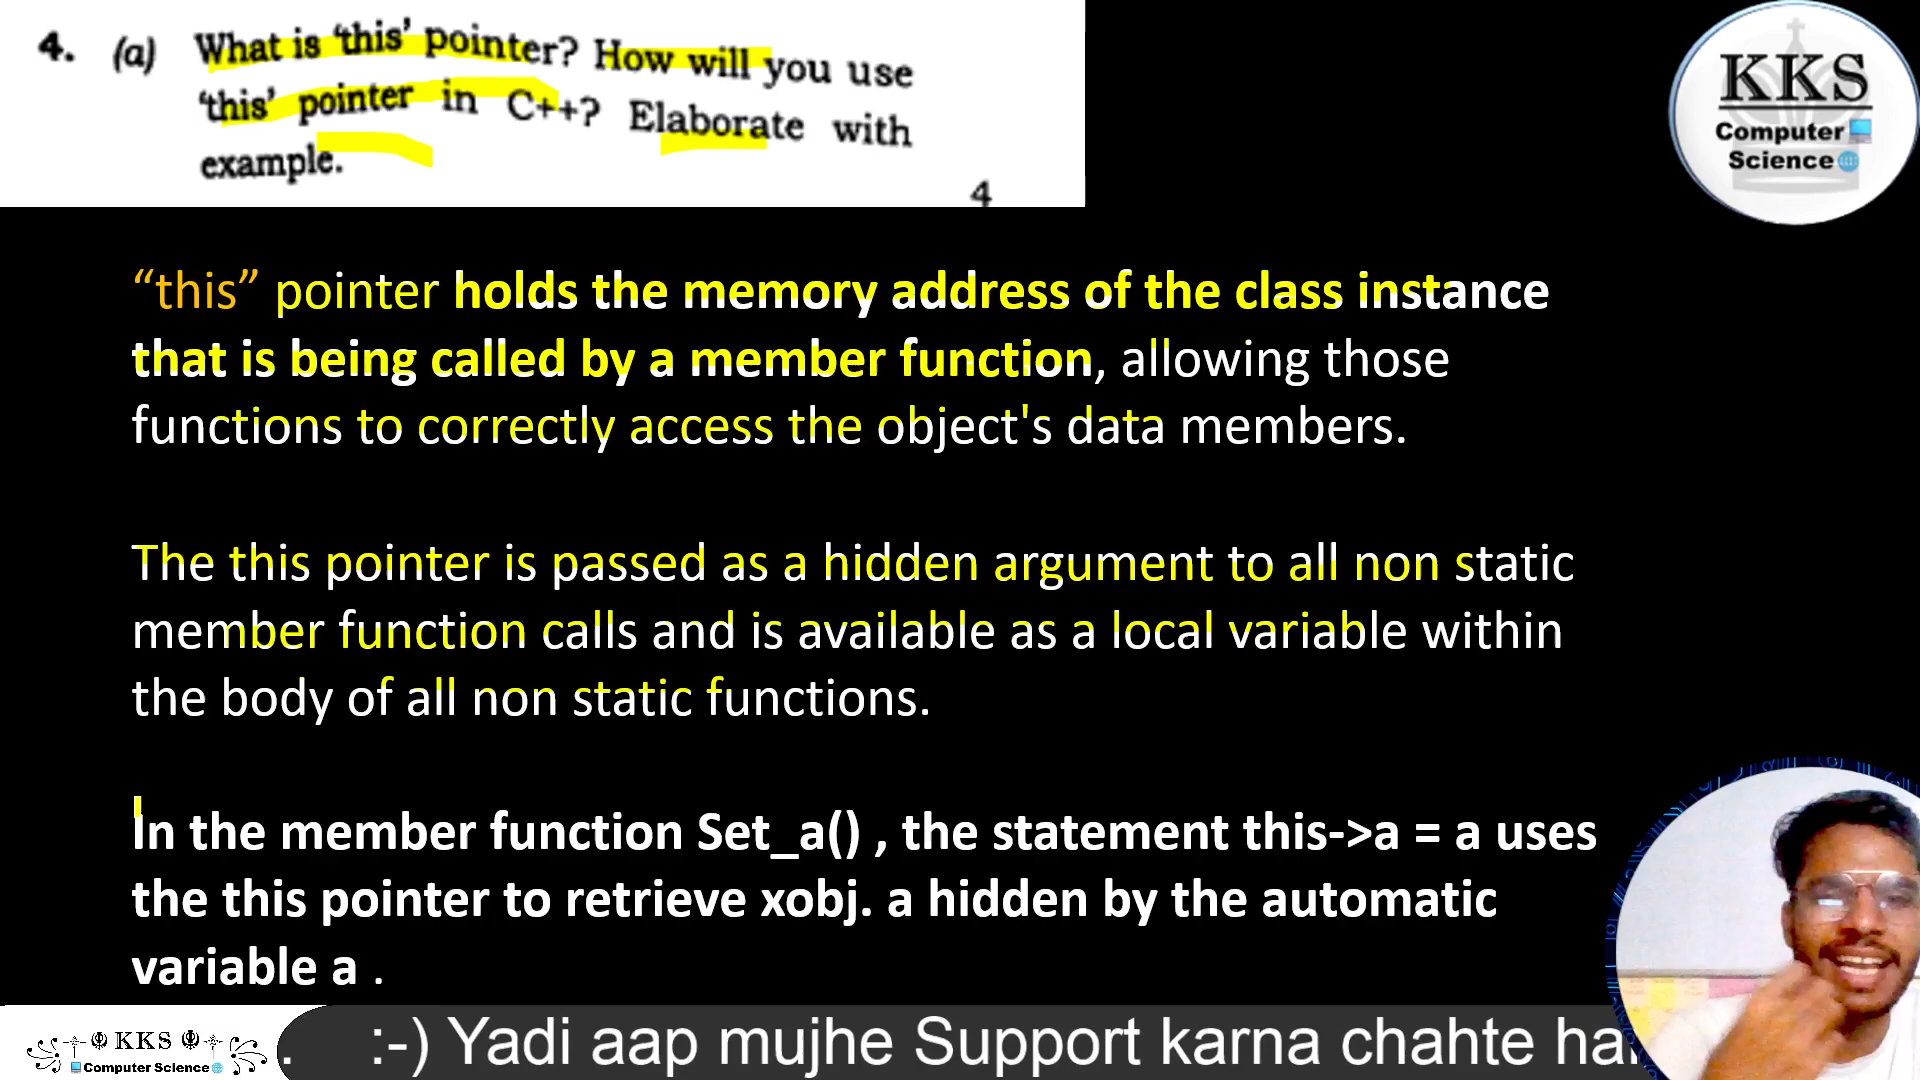 4. (a) What is 'this' pointer? How will you use
'this' pointer in C++? Elaborate with
example.
4
KKS
Computer
Science
“this” pointer holds the memory address of the class instance
that is being called by a member function, allowing those
functions to correctly access the object's data members.
The this pointer is passed as a hidden argument to all non static
member function calls and is available as a local variable within
the body of all non static functions.
In the member function Set_a() , the statement this->a = a uses
the this pointer to retrieve xobj. a hidden by the automatic
variable a .
KKS
Computer Science
. :-) Yadi aap mujhe Support karna chahte